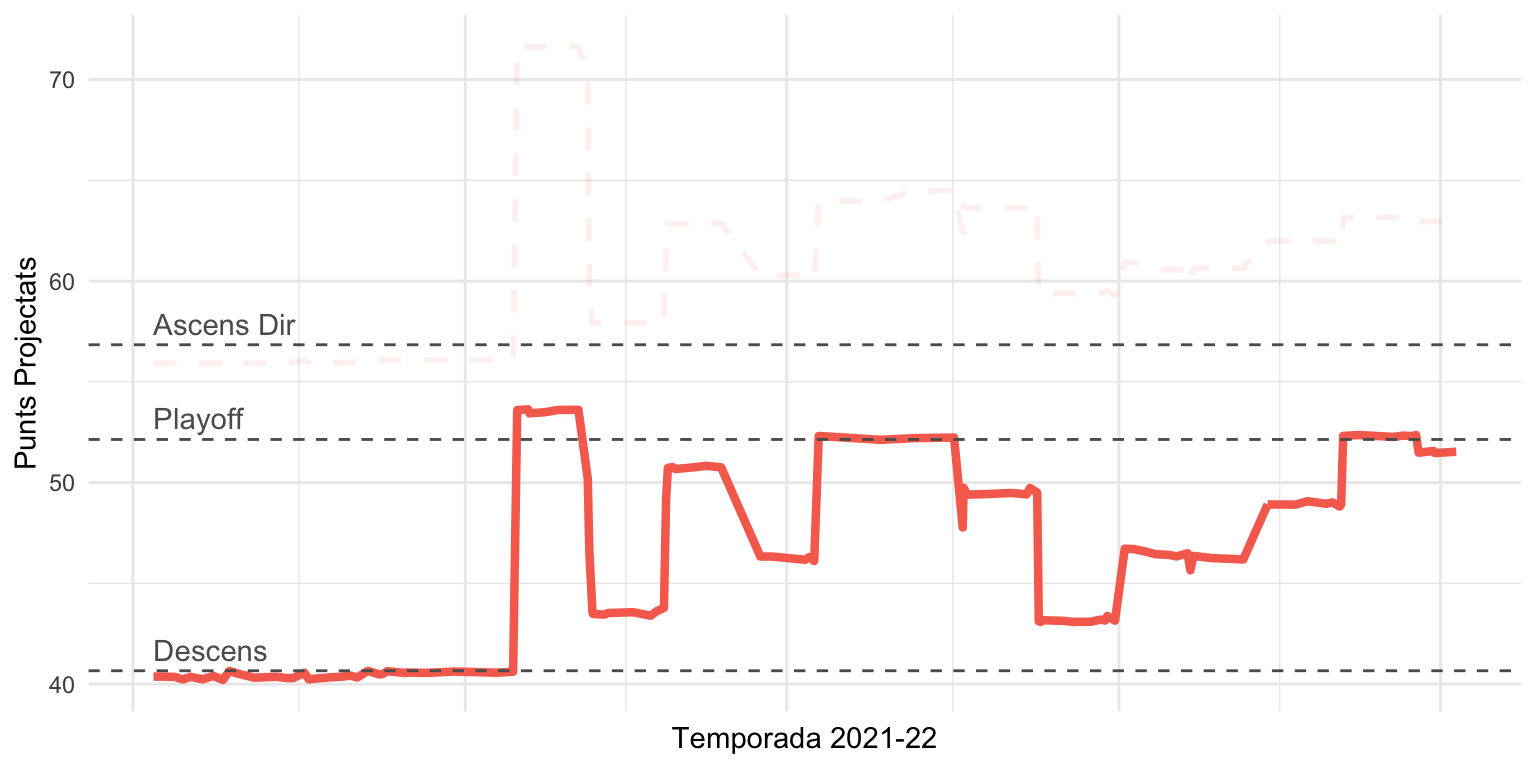 70
60
50
40
Punts Projectats
Ascens Dir
Playoff
Descens
Temporada 2021-22